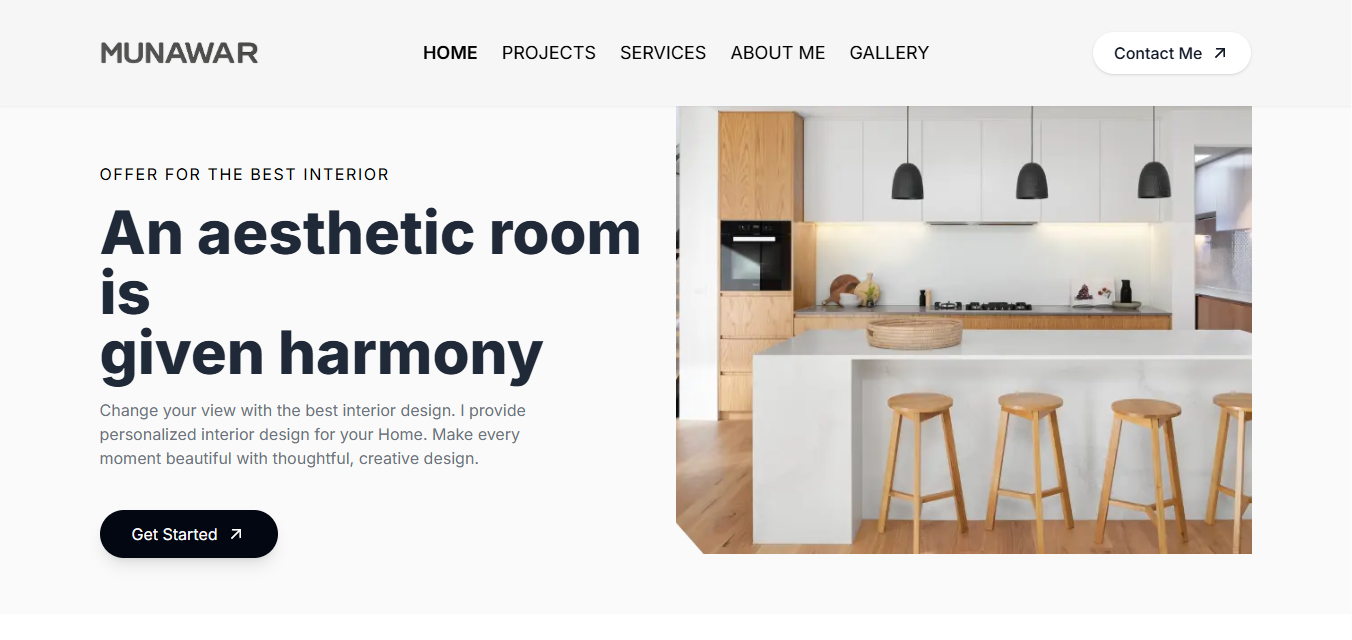 MUNAWAR
HOME PROJECTS SERVICES ABOUT ME GALLERY
Contact Me
OFFER FOR THE BEST INTERIOR
An aesthetic room
is
given harmony
Change your view with the best interior design. I provide
personalized interior design for your Home. Make every
moment beautiful with thoughtful, creative design.
Get Started